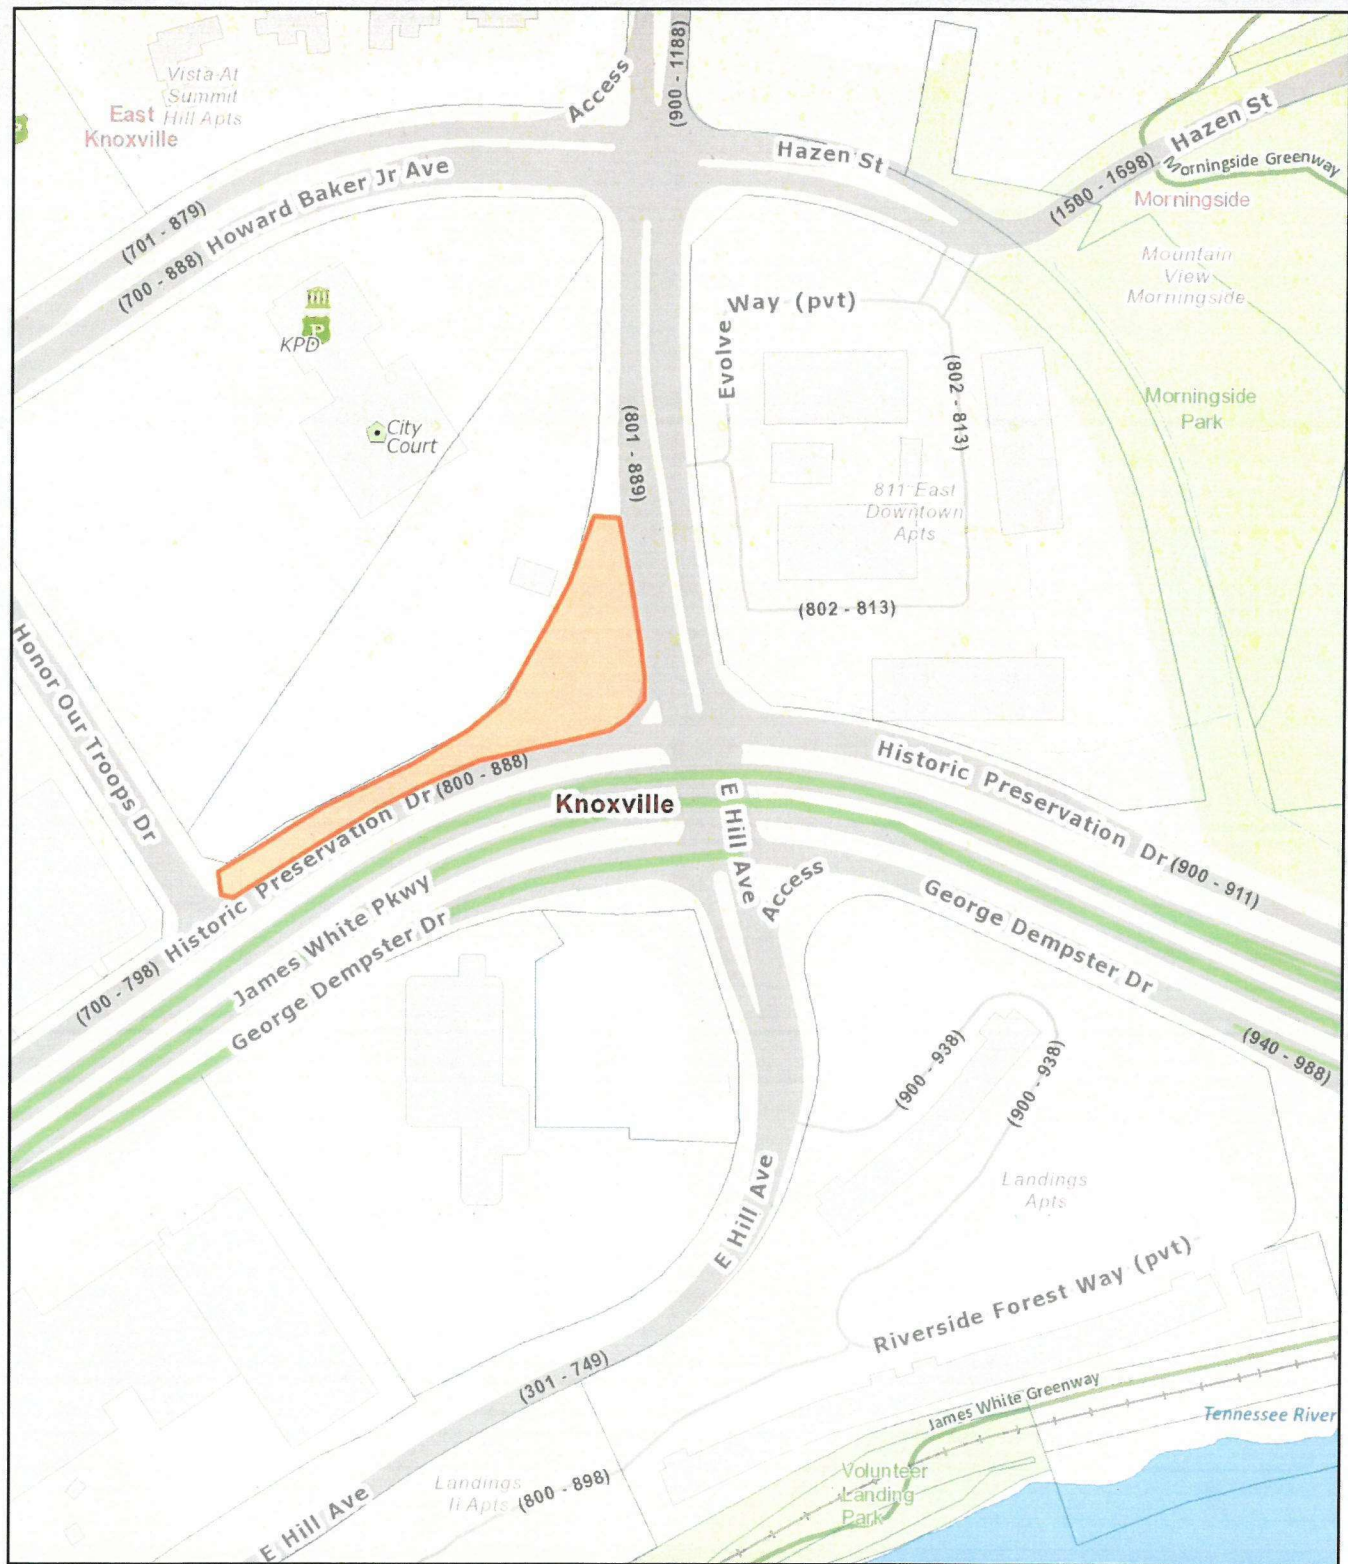 (900 - 1188)
Access
Vista At
Summit
Hill Apts
East
Knoxville
P
Hazen St
Hazen St
(1500 - 1698)
Morningside Greenway
Morningside
(701 - 879)
(700 - 888) Howard Baker Jr Ave
Mountain
View
Morningside
Way (pvt)
Evolve
P
KPD
City
Court
(801 - 889)
(802 - 813)
Morningside
Park
811 East
Downtown
Apts
(802 - 813)
Honor Our Troops Dr
Historic Preservation Dr (900 - 911)
(700 - 798) Historic Preservation Dr (800 - 888)
Knoxville
E Hill Ave
Access
James White Pkwy
George Dempster Dr
George Dempster Dr
(940 - 988)
(900 - 938)
(900 - 938)
Landings
Apts
E Hill Ave
Riverside Forest Way (pvt)
(301 - 749)
James White Greenway
Tennessee River
Volunteer
Landing
Park
Landings
Ii Apts
(800 - 898)
E Hill Ave